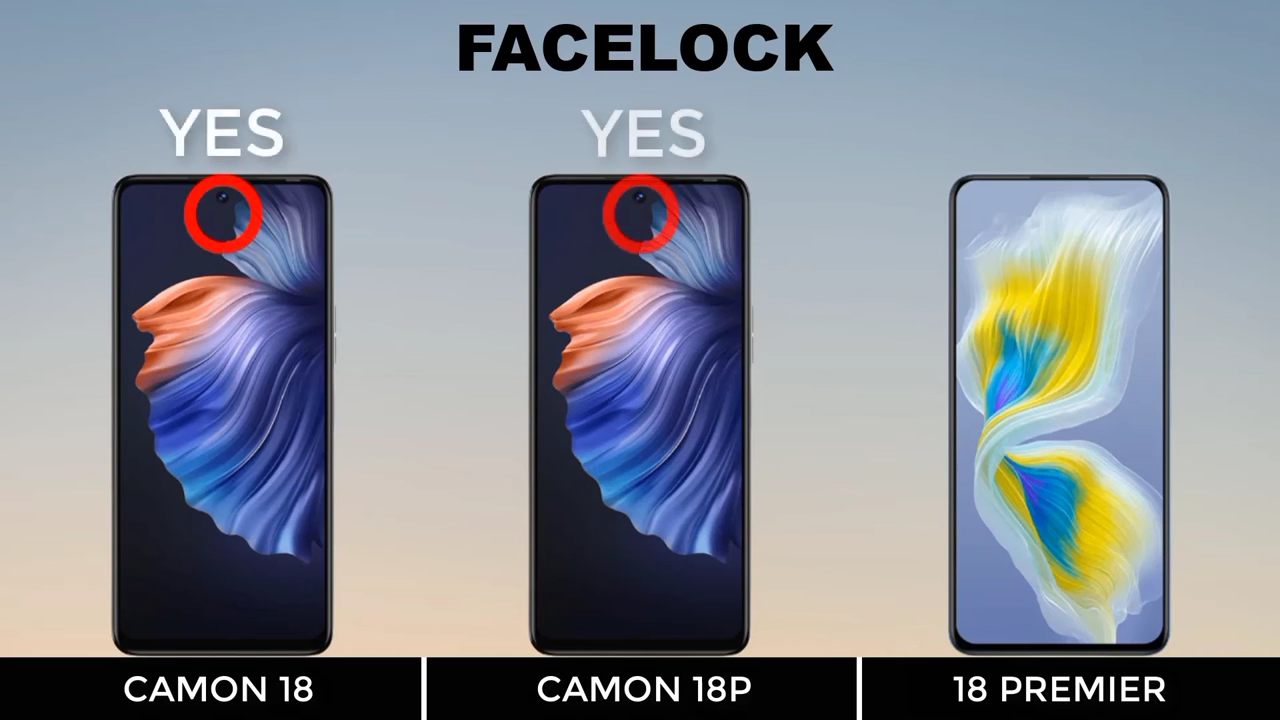 FACELOCK
YES
YES
CAMON 18
CAMON 18P
18 PREMIER